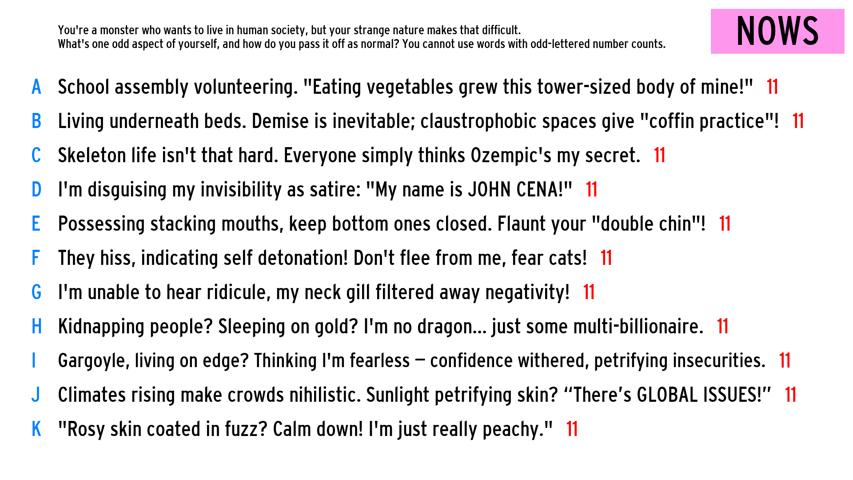 You're a monster who wants to live in human society, but your strange nature makes that difficult.
What's one odd aspect of yourself, and how do you pass it off as normal? You cannot use words with odd-lettered number counts.
NOWS
A School assembly volunteering. "Eating vegetables grew this tower-sized body of mine!" 11
B Living underneath beds. Demise is inevitable; claustrophobic spaces give "coffin practice"! 11
C Skeleton life isn't that hard. Everyone simply thinks Ozempic's my secret. 11
D I'm disguising my invisibility as satire: "My name is JOHN CENA!" 11
E Possessing stacking mouths, keep bottom ones closed. Flaunt your "double chin"! 11
F They hiss, indicating self detonation! Don't flee from me, fear cats! 11
G I'm unable to hear ridicule, my neck gill filtered away negativity! 11
H Kidnapping people? Sleeping on gold? I'm no dragon... just some multi-billionaire. 11
I Gargoyle, living on edge? Thinking I'm fearless – confidence withered, petrifying insecurities. 11
J Climates rising make crowds nihilistic. Sunlight petrifying skin? “There’s GLOBAL ISSUES!” 11
K "Rosy skin coated in fuzz? Calm down! I'm just really peachy." 11